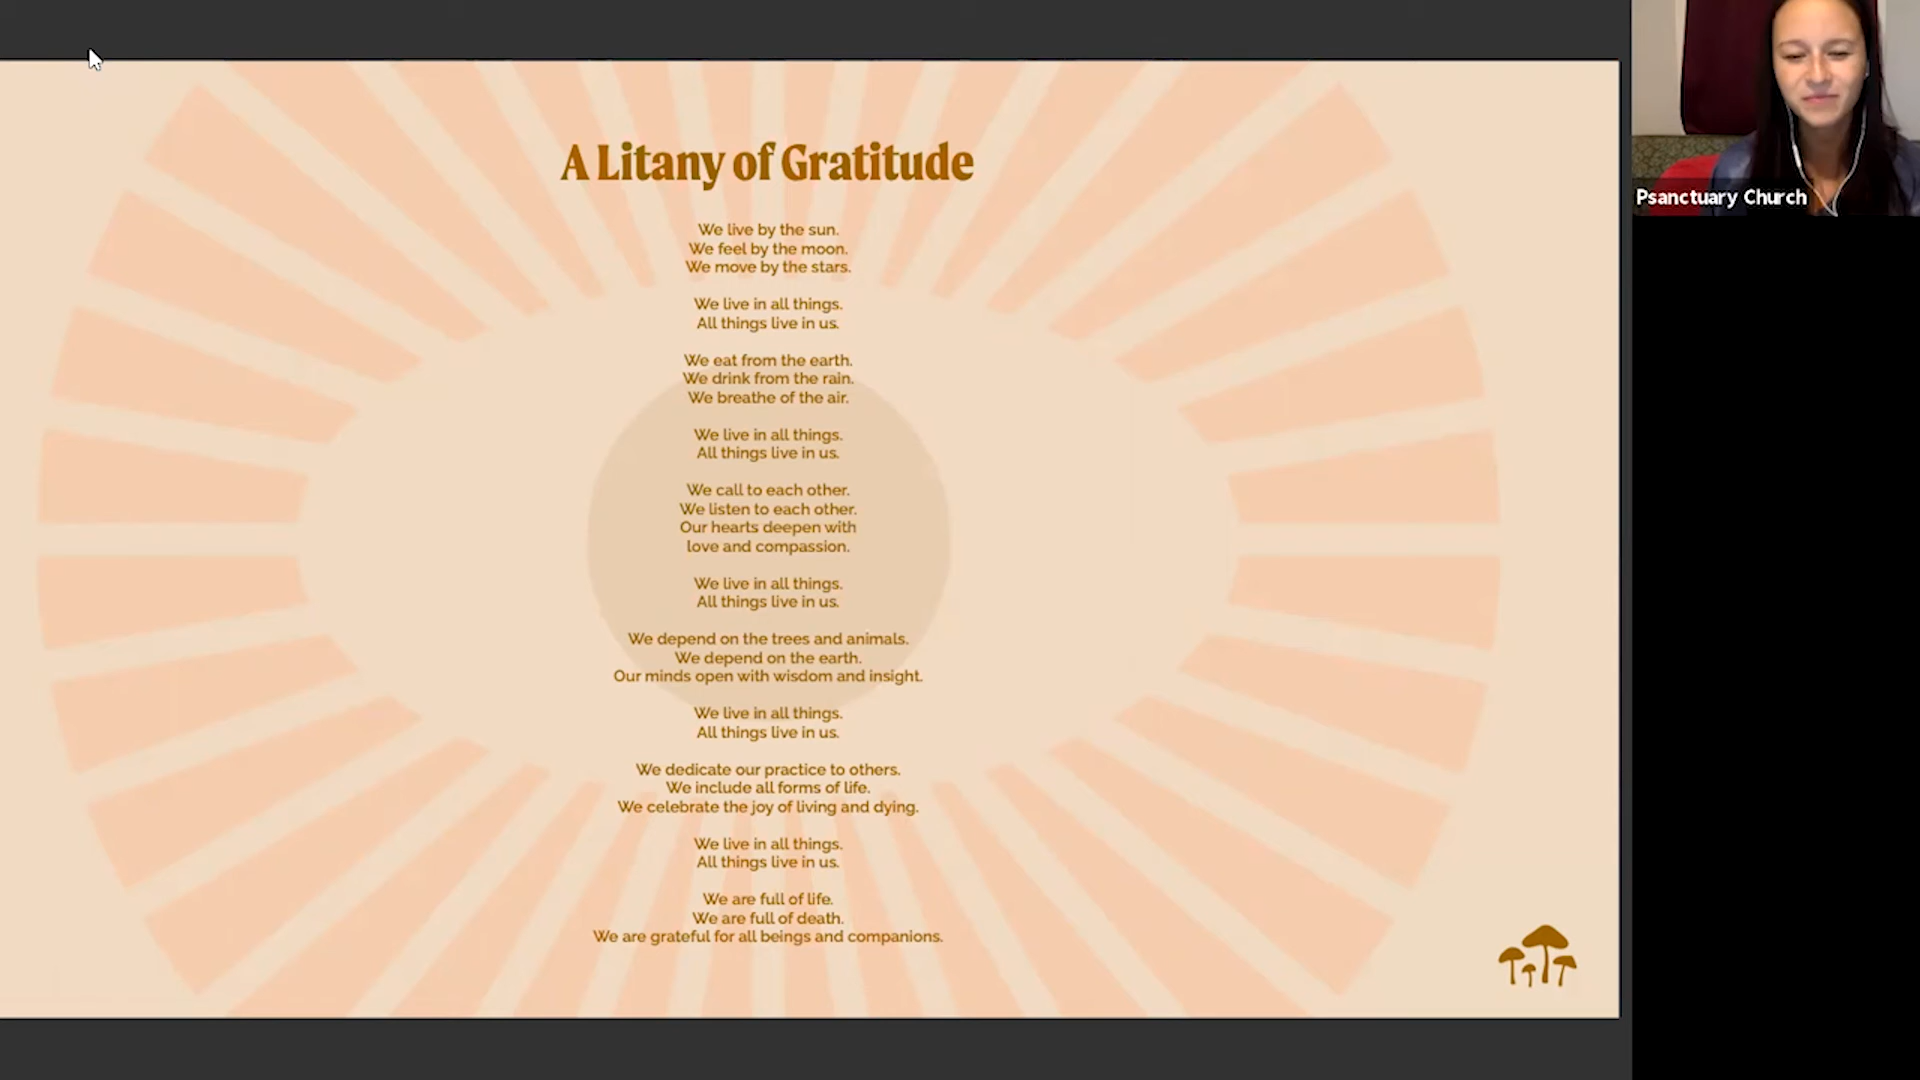 A Litany of Gratitude
We live by the sun.
We feel by the moon.
We move by the stars.
We live in all things.
All things live in us.
We eat from the earth.
We drink from the rain.
We breathe of the air.
We live in all things.
All things live in us.
We call to each other.
We listen to each other.
Our hearts deepen with
love and compassion.
We live in all things.
All things live in us.
We depend on the trees and animals.
We depend on the earth.
Our minds open with wisdom and insight.
We live in all things.
All things live in us.
We dedicate our practice to others.
We include all forms of life.
We celebrate the joy of living and dying.
We live in all things.
All things live in us.
We are full of life.
We are full of death.
We are grateful for all beings and companions.
Psanctuary Church